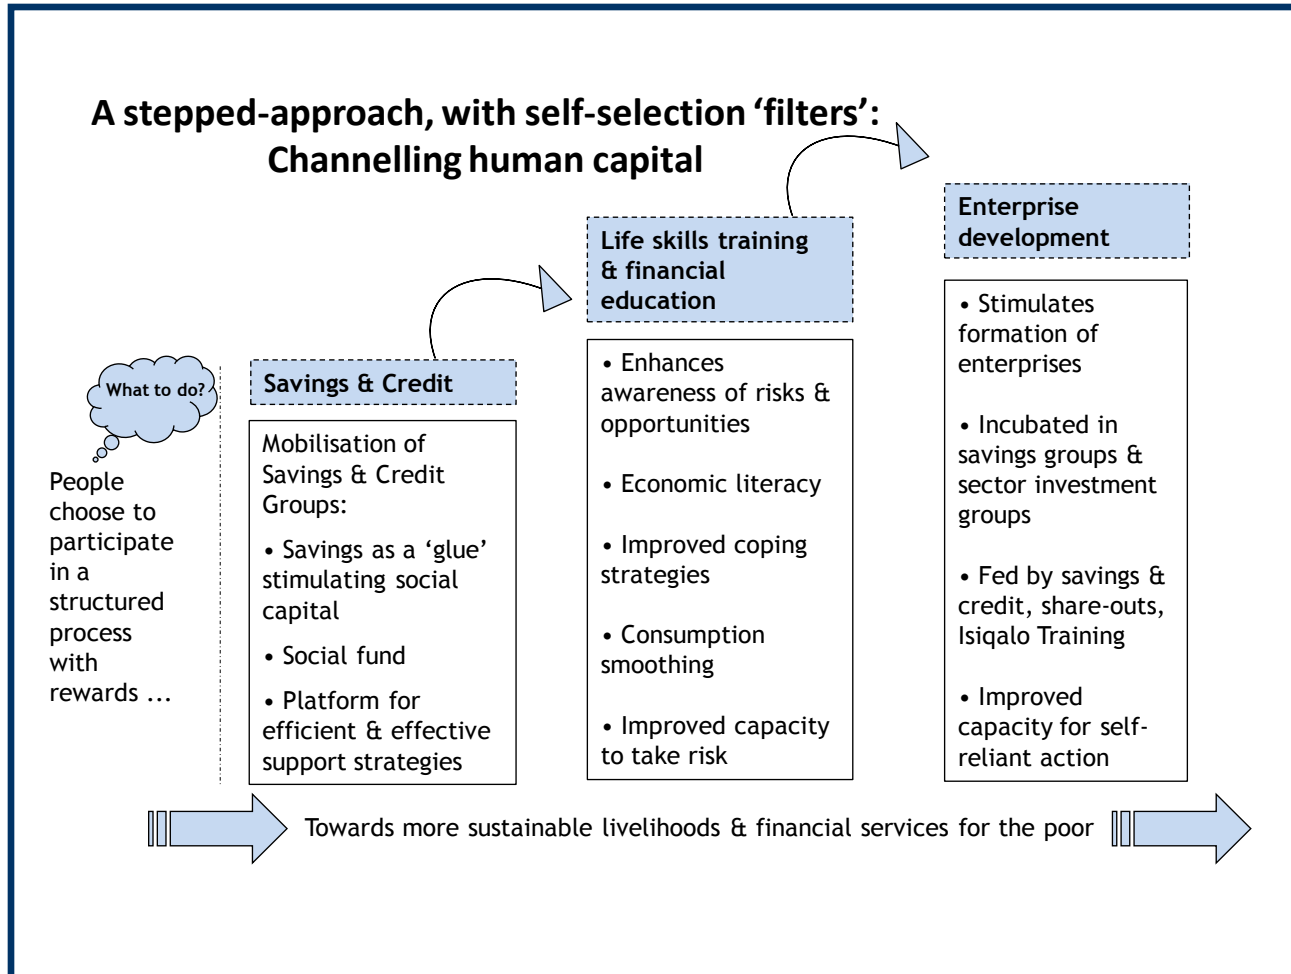 A stepped-approach, with self-selection ‘filters’:
Channelling human capital
What to do?
People
choose to
participate
in a
structured
process
with
rewards ...
Savings & Credit
Mobilisation of
Savings & Credit
Groups:
• Savings as a ‘glue’
stimulating social
capital
• Social fund
• Platform for
efficient & effective
support strategies
Life skills training
& financial
education
• Enhances
awareness of risks &
opportunities
• Economic literacy
• Improved coping
strategies
• Consumption
smoothing
• Improved capacity
to take risk
Enterprise
development
• Stimulates
formation of
enterprises
• Incubated in
savings groups &
sector investment
groups
• Fed by savings &
credit, share-outs,
Isiqalo Training
• Improved
capacity for self-
reliant action
Towards more sustainable livelihoods & financial services for the poor